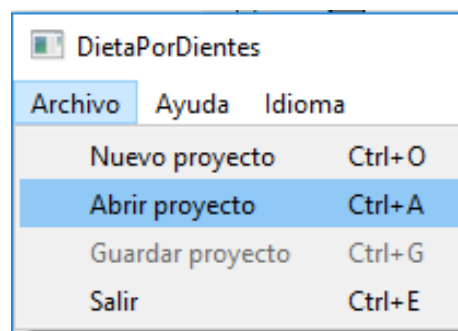 DietaPorDientes
Archivo Ayuda Idioma
Nuevo proyecto Ctrl+O
Abrir proyecto Ctrl+A
Guardar proyecto Ctrl+G
Salir Ctrl+E